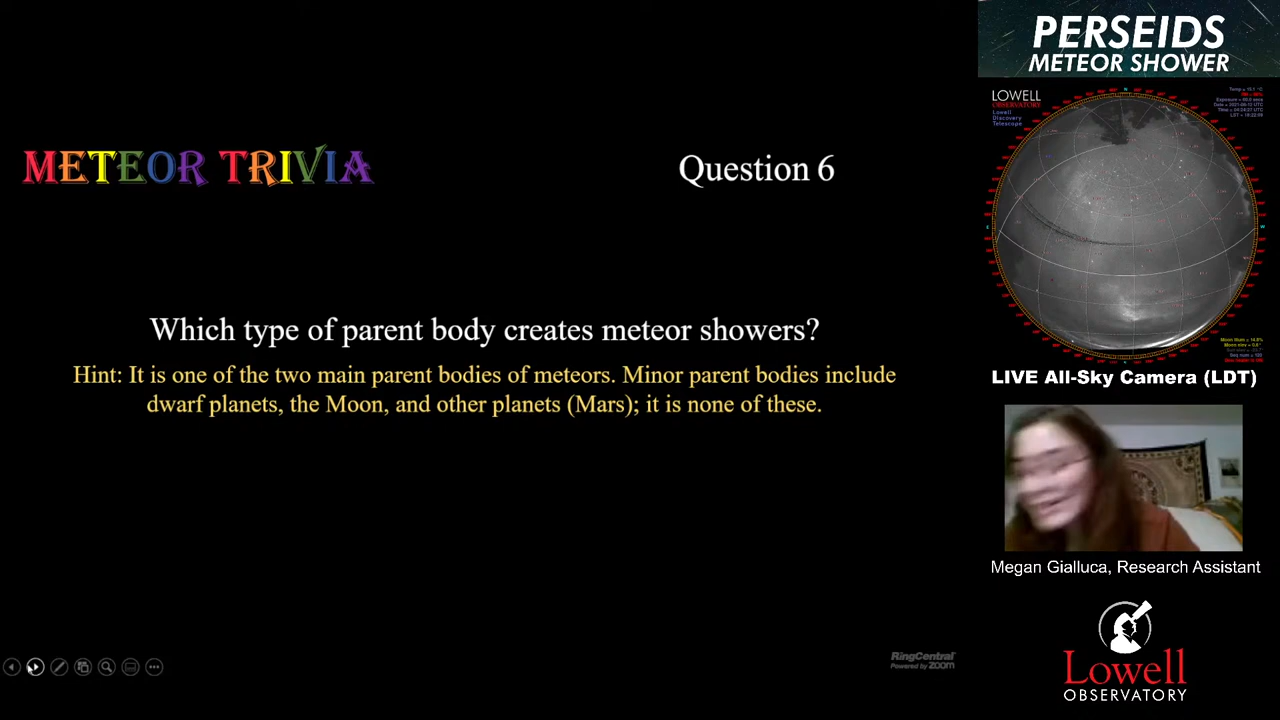 PERSEIDS
METEOR SHOWER
METEOR TRIVIA
Question 6
Which type of parent body creates meteor showers?
Hint: It is one of the two main parent bodies of meteors. Minor parent bodies include
dwarf planets, the Moon, and other planets (Mars); it is none of these.
LOWELL
OBSERVATORY
Lowell
Discovery
Telescope
LIVE All-Sky Camera (LDT)
Megan Gialluca, Research Assistant
RingCentral
Powered by zoom
Lowell
OBSERVATORY